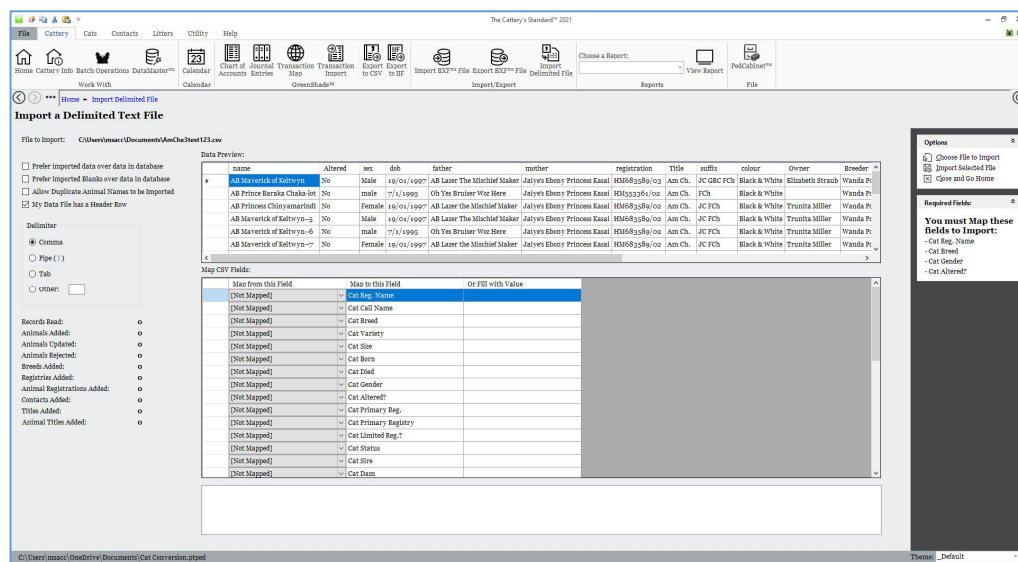 The Cattery's Standard™ 2021
File Cattery Cats Contacts Litters Utility Help
Home Cattery Info Batch Operations DataMaster™ Calendar Chart of Accounts Journal Entries Transaction Map Transaction Import Export to CSV Export to IIF Import BXF™ File Export BXF™ File Import Delimited File Choose a Report: View Report PedCabinet™
Work With Calendar GreenShade™ Import/Export Reports File
Home Import Delimited File
Import a Delimited Text File
File to Import: C:\Users\msacc\Documents\AmChx3test123.csv
Prefer imported data over data in database
Prefer imported Blanks over data in database
Allow Duplicate Animal Names to be Imported
My Data File has a Header Row
Delimiter
Comma
Pipe ( | )
Tab
Other:
Records Read: 0
Animals Added: 0
Animals Updated: 0
Animals Rejected: 0
Breeds Added: 0
Registries Added: 0
Animal Registrations Added: 0
Contacts Added: 0
Titles Added: 0
Animal Titles Added: 0
Data Preview:
name Altered sex dob father mother registration Title suffix colour Owner Breeder
AB Maverick of Keltwyn No Male 19/01/1997 AB Lazer The Mischief Maker Jaiye's Ebony Princess Kasai HM683589/03 Am Ch. JC GRC FCh Black & White Elizabeth Straub Wanda Po
AB Prince Baraka Chaka-lot No male 7/1/1995 Oh Yes Bruiser Woz Here HM553361/02 Am Ch. FCh Black & White Wanda Po
AB Princess Chinyamarindi No Female 19/01/1997 AB Lazer the Mischief Maker Jaiye's Ebony Princess Kasai HM683589/02 Am Ch. JC FCh Black & White Trunita Miller Wanda Po
AB Maverick of Keltwyn--5 No Male 19/01/1997 AB Lazer The Mischief Maker Jaiye's Ebony Princess Kasai HM683589/02 Am Ch. JC FCh Black & White Trunita Miller Wanda Po
AB Maverick of Keltwyn--6 No male 7/1/1995 Oh Yes Bruiser Woz Here Jaiye's Ebony Princess Kasai HM683589/02 Am Ch. JC FCh Black & White Trunita Miller Wanda Po
AB Maverick of Keltwyn--7 No Female 19/01/1997 AB Lazer the Mischief Maker Jaiye's Ebony Princess Kasai HM683589/02 Am Ch. JC FCh Black & White Trunita Miller Wanda Po
Map CSV Fields:
Map from this Field Map to this Field Or Fill with Value
[Not Mapped] Cat Reg. Name
[Not Mapped] Cat Call Name
[Not Mapped] Cat Breed
[Not Mapped] Cat Variety
[Not Mapped] Cat Size
[Not Mapped] Cat Born
[Not Mapped] Cat Died
[Not Mapped] Cat Gender
[Not Mapped] Cat Altered?
[Not Mapped] Cat Primary Reg.
[Not Mapped] Cat Primary Registry
[Not Mapped] Cat Limited Reg.?
[Not Mapped] Cat Status
[Not Mapped] Cat Sire
[Not Mapped] Cat Dam
Options
Choose File to Import
Import Selected File
Close and Go Home
Required Fields:
You must Map these
fields to Import:
- Cat Reg. Name
- Cat Breed
- Cat Gender
- Cat Altered?
C:\Users\msacc\OneDrive\Documents\Cat Conversion.ptped
Theme: _Default